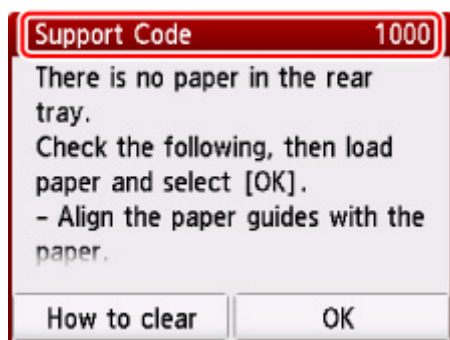 Support Code 1000
There is no paper in the rear
tray.
Check the following, then load
paper and select [OK].
– Align the paper guides with the
paper.
How to clear OK